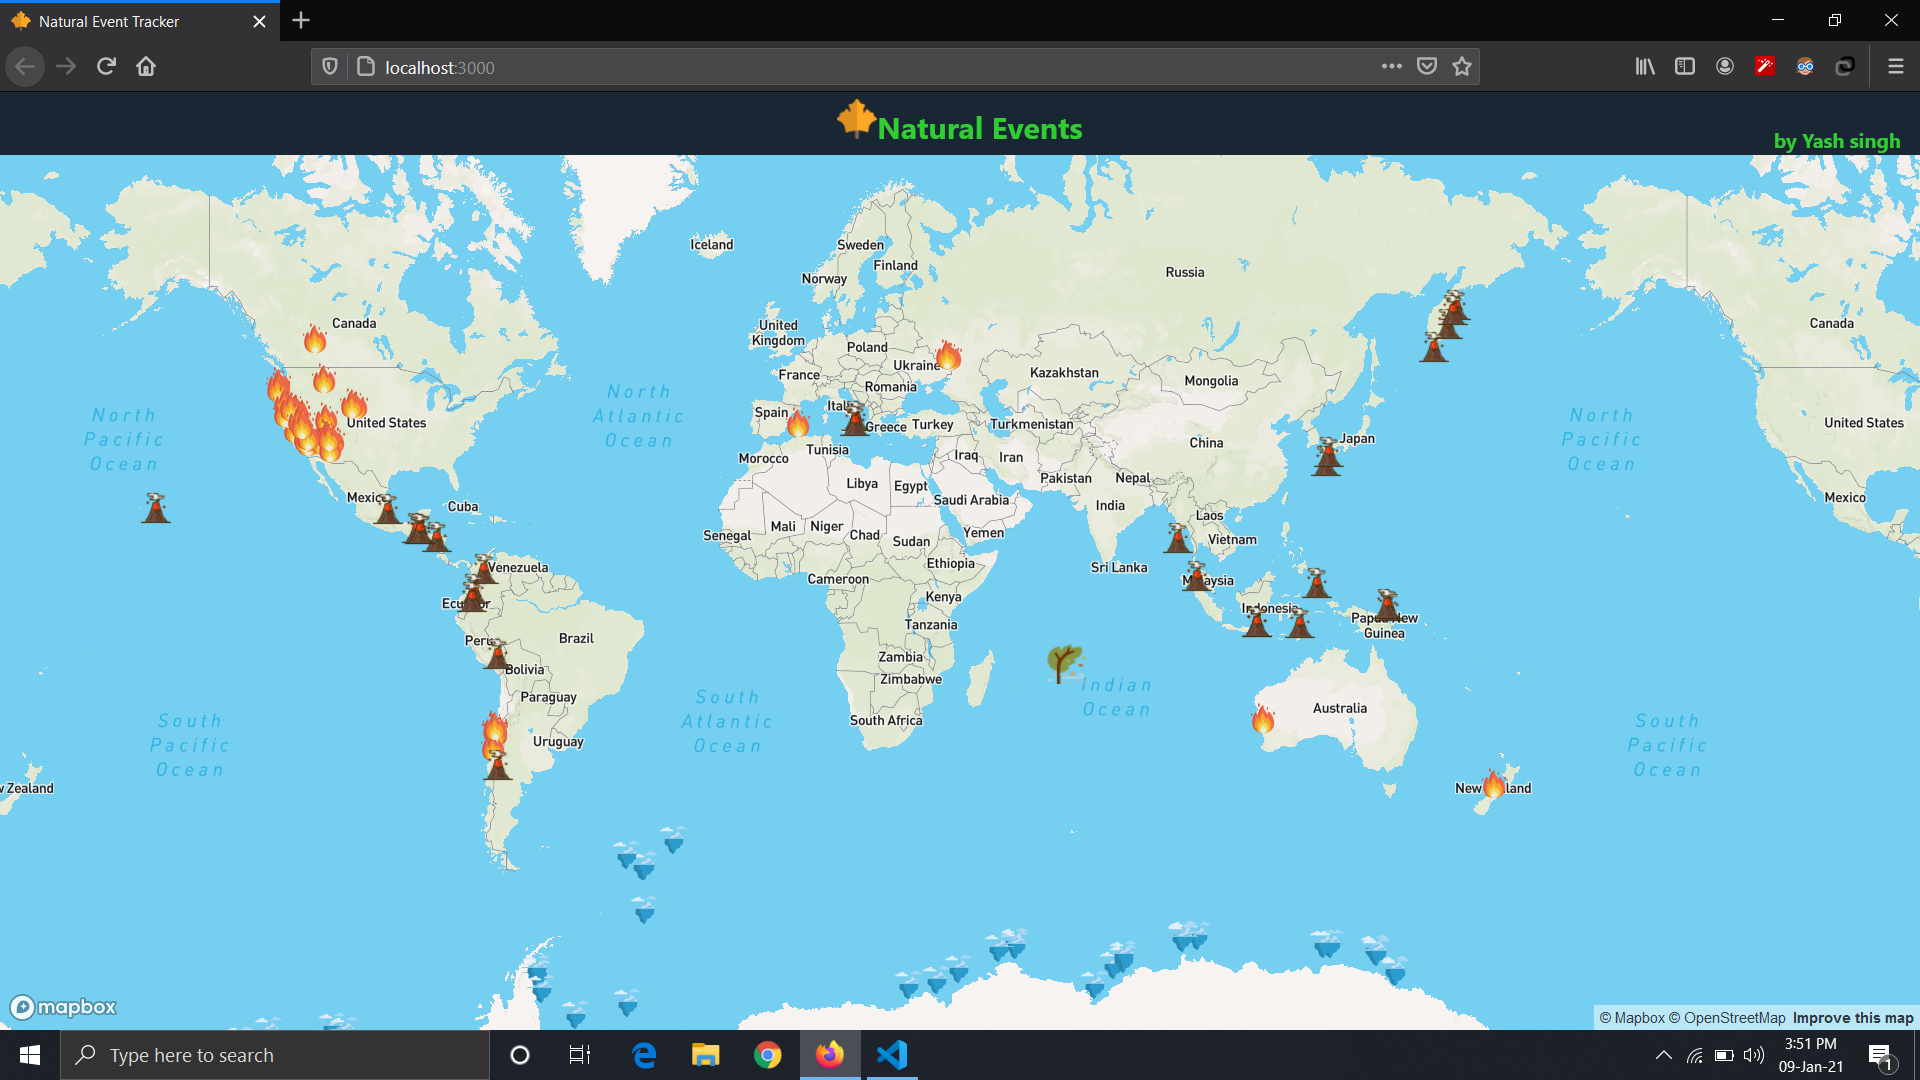 Natural Event Tracker
localhost:3000
Natural Events
by Yash singh
Iceland
Sweden
Finland
Norway
Russia
United
Kingdom
Canada
Canada
Poland
Ukraine
France
Kazakhstan
Mongolia
Romania
North
Atlantic
Ocean
North
Pacific
Ocean
North
Pacific
Ocean
Spain
Greece
Turkey
Turkmenistan
United States
United States
China
Japan
Morocco
Tunisia
Iraq
Iran
Pakistan
Nepal
Libya
Egypt
Saudi Arabia
India
Mexico
Cuba
Laos
Mali
Niger
Chad
Sudan
Yemen
Senegal
Vietnam
Ethiopia
Sri Lanka
Venezuela
Cameroon
Kenya
Tanzania
Papua New
Guinea
Indonesia
Peru
Brazil
Bolivia
Zambia
Zimbabwe
Paraguay
South Africa
Uruguay
Indian
Ocean
Australia
South
Atlantic
Ocean
South
Pacific
Ocean
South
Pacific
Ocean
Zealand
Mexico
mapbox
© Mapbox © OpenStreetMap Improve this map
Type here to search
3:51 PM
09-Jan-21
1